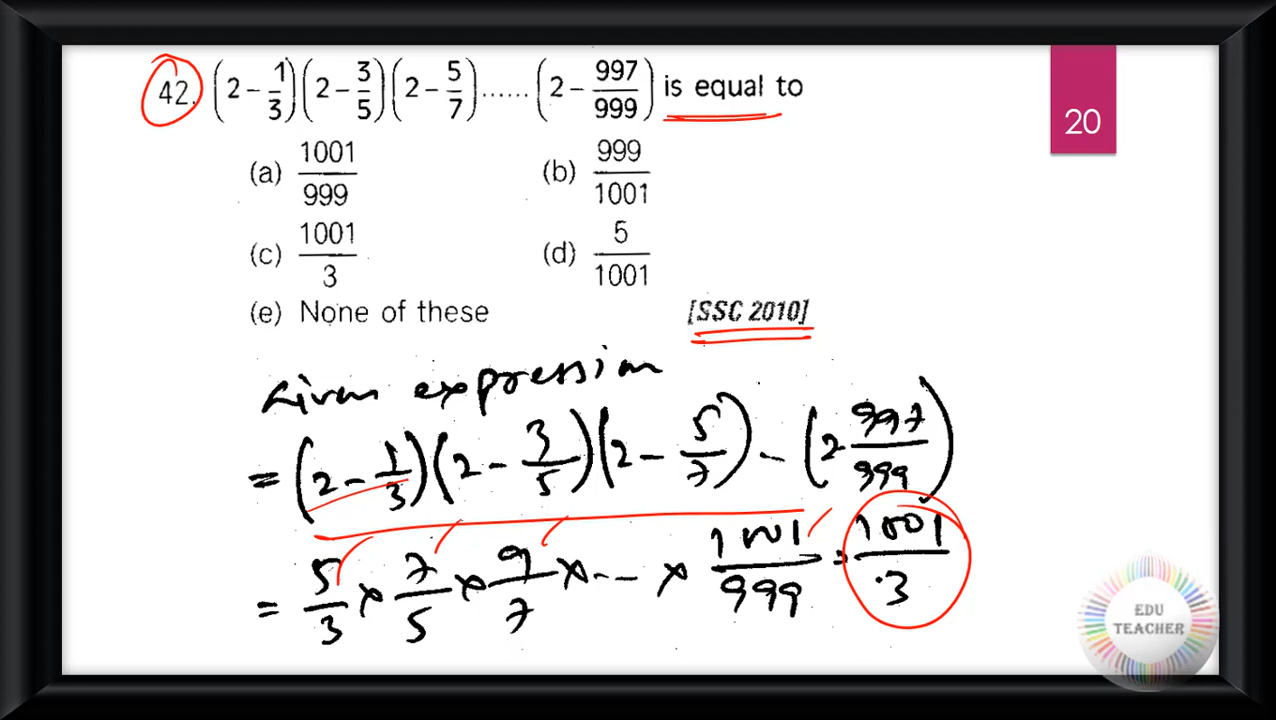 42. (2 - 1/3)(2 - 3/5)(2 - 5/7)......(2 - 997/999) is equal to
20
(a) 1001/999 (b) 999/1001
(c) 1001/3 (d) 5/1001
(e) None of these [SSC 2010]
Given expression
= (2 - 1/3)(2 - 3/5)(2 - 5/7) - (2 997/999)
= 5/3 × 7/5 × 9/7 × -- × 1001/999 = 1001/3
EDU
TEACHER